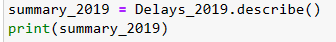 summary_2019 = Delays_2019.describe()
print(summary_2019)